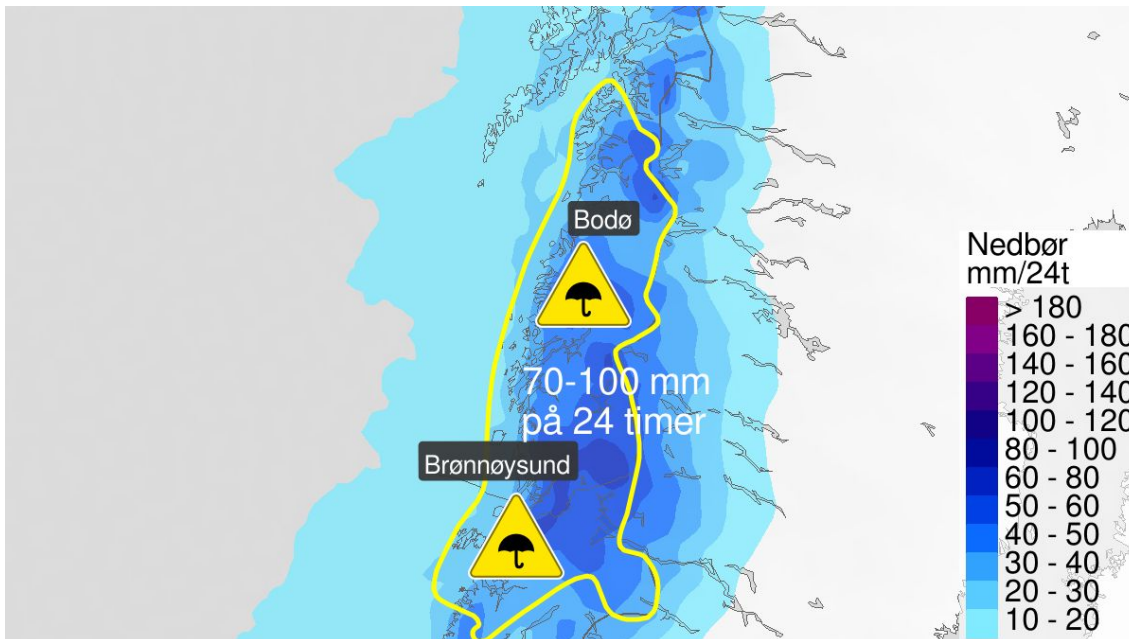 Bodø
70-100 mm
på 24 timer
Brønnøysund
Nedbør
mm/24t
> 180
160 - 180
140 - 160
120 - 140
100 - 120
80 - 100
60 - 80
50 - 60
40 - 50
30 - 40
20 - 30
10 - 20